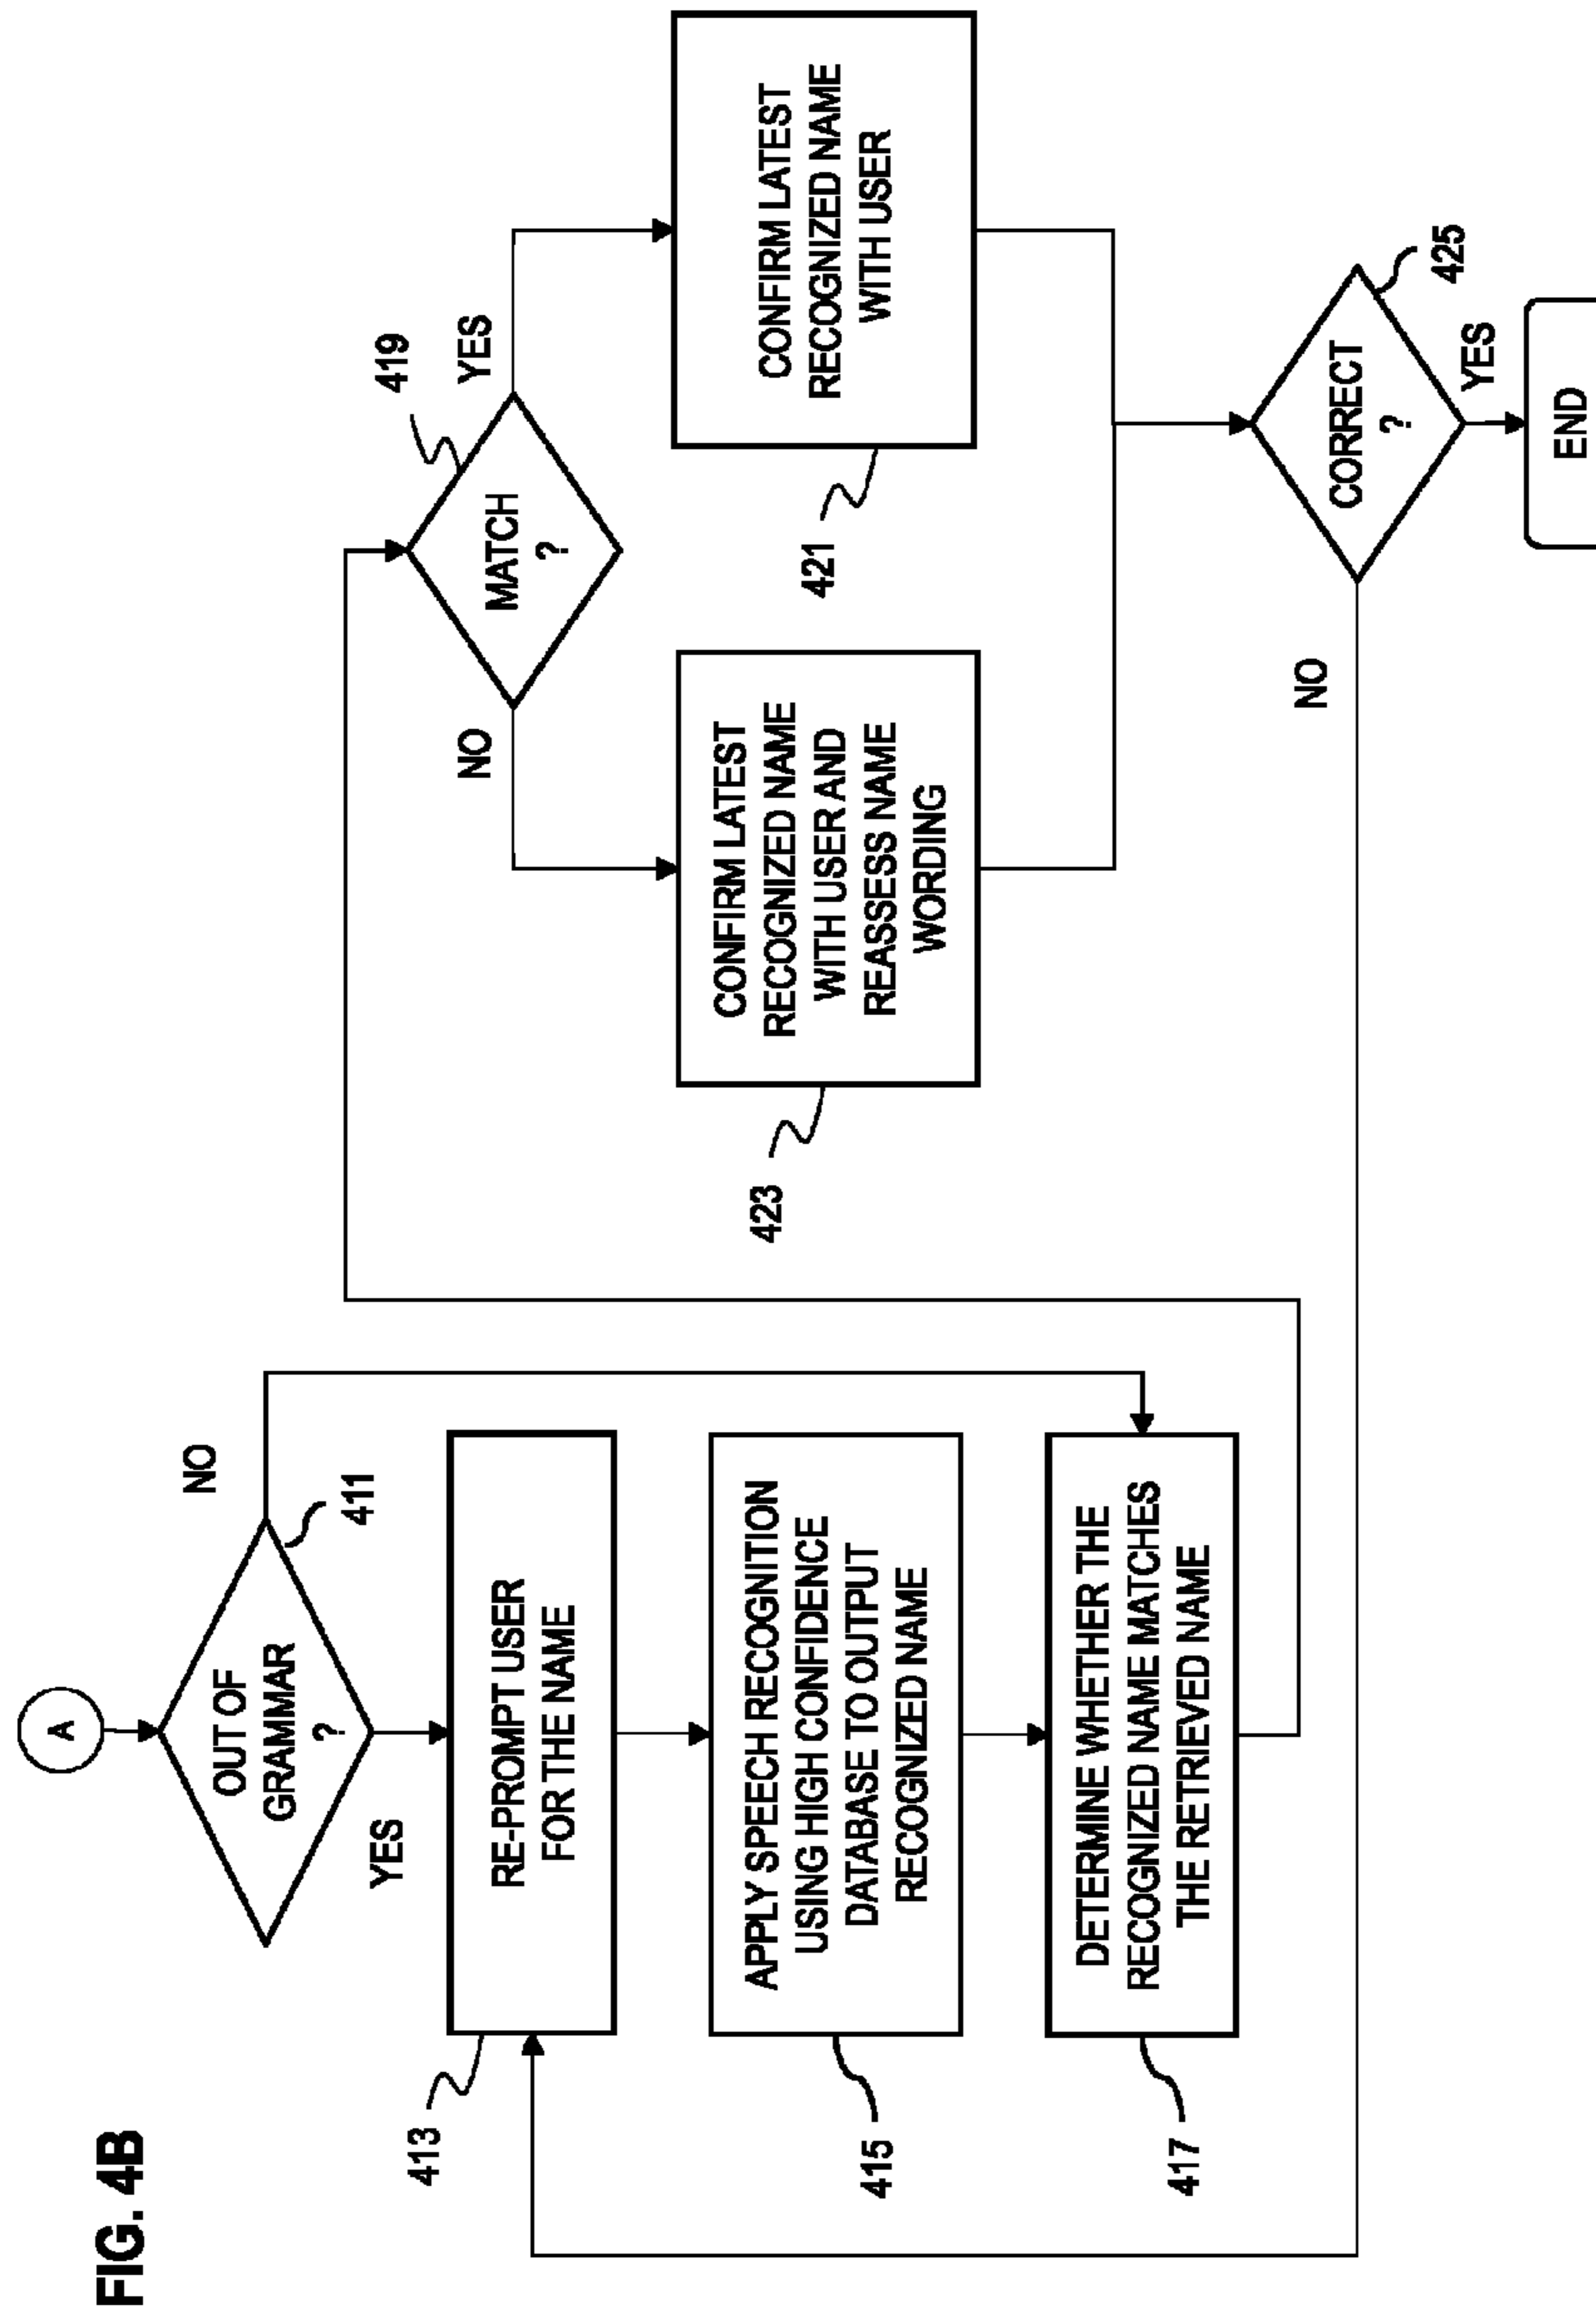 FIG. 4B
A
OUT OF
GRAMMAR
?
411
NO
YES
413
RE-PROMPT USER
FOR THE NAME
415
APPLY SPEECH RECOGNITION
USING HIGH CONFIDENCE
DATABASE TO OUTPUT
RECOGNIZED NAME
417
DETERMINE WHETHER THE
RECOGNIZED NAME MATCHES
THE RETRIEVED NAME
419
MATCH
?
NO
YES
423
CONFIRM LATEST
RECOGNIZED NAME
WITH USER AND
REASSESS NAME
WORDING
421
CONFIRM LATEST
RECOGNIZED NAME
WITH USER
CORRECT
?
425
NO
YES
END